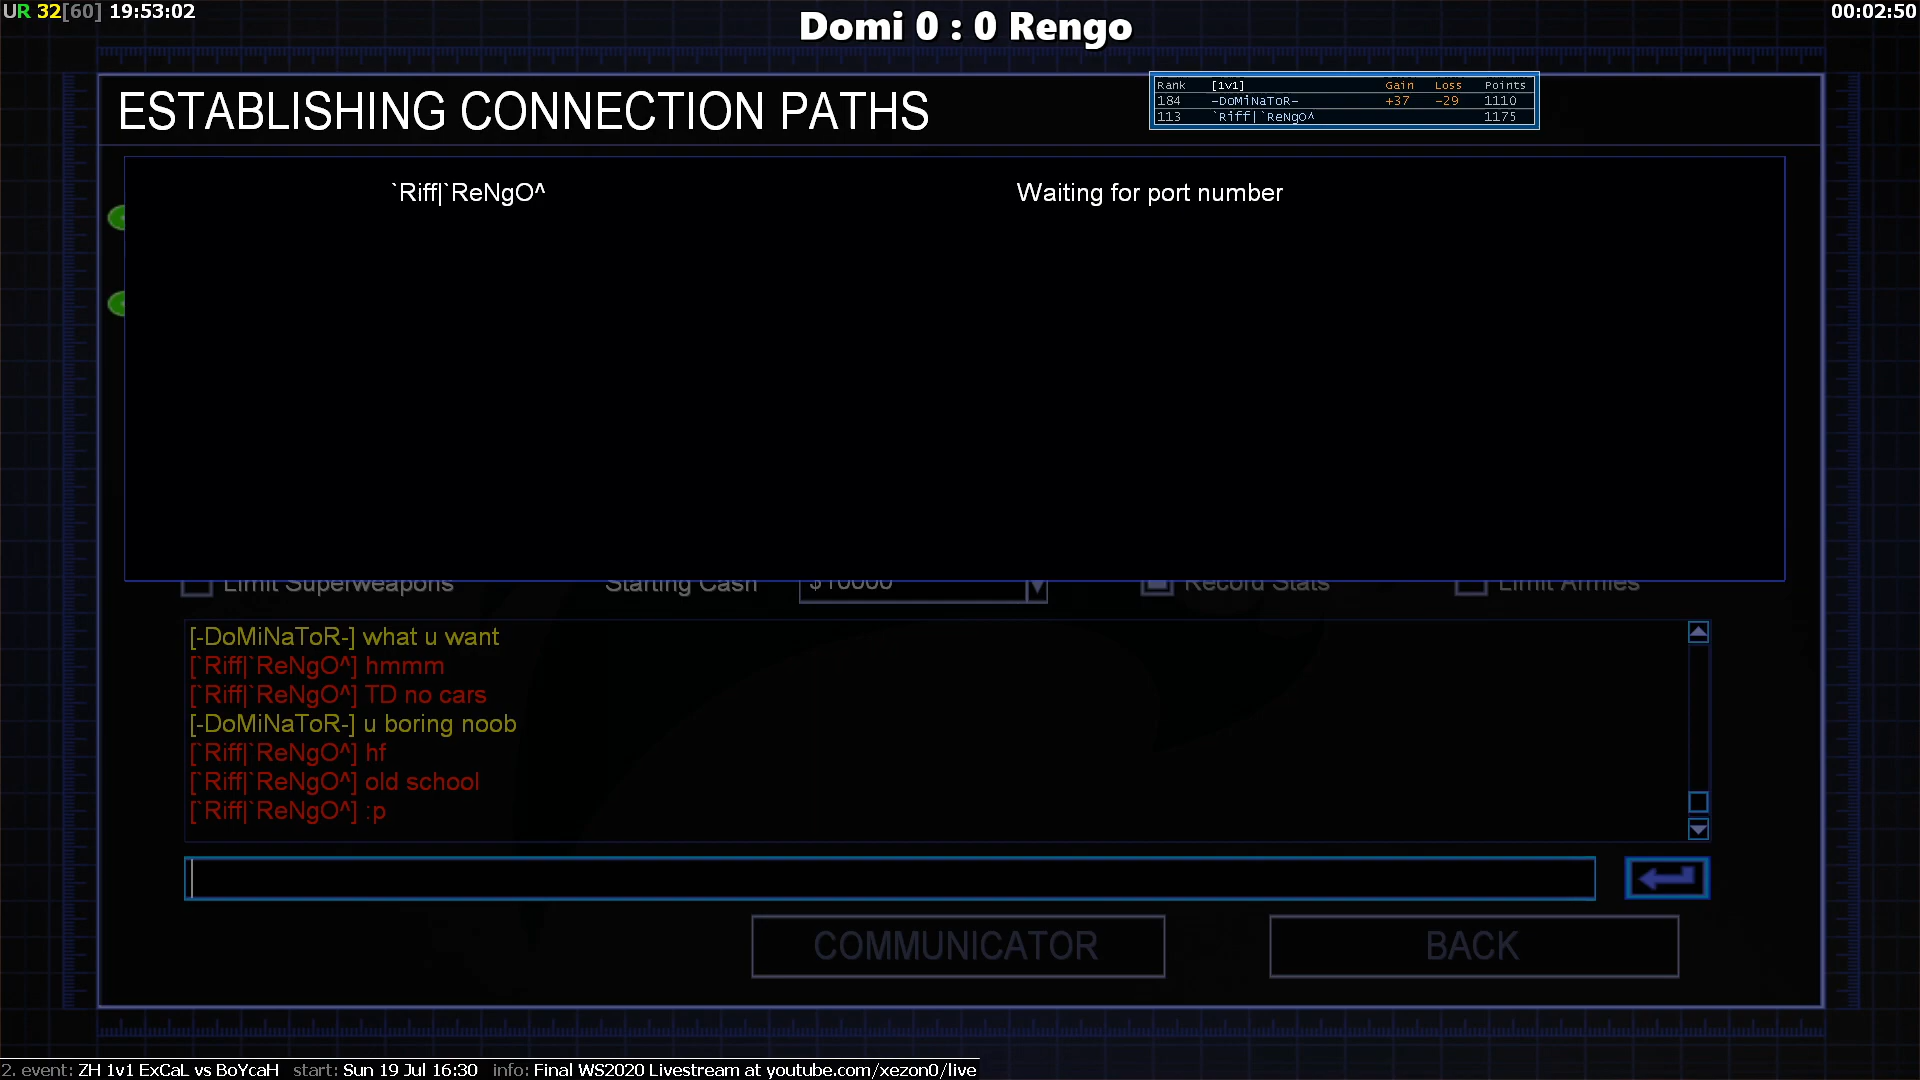 UR 32[60] 19:53:02
Domi 0 : 0 Rengo
00:02:50
ESTABLISHING CONNECTION PATHS
Rank [1v1] Gain Loss Points
184 -DoMiNaToR- +37 -29 1110
113 `Riff|`ReNgO^ 1175
`Riff|`ReNgO^ Waiting for port number
Limit Superweapons Starting Cash $10000 Record Stats Limit Armies
[-DoMiNaToR-] what u want
[`Riff|`ReNgO^] hmmm
[`Riff|`ReNgO^] TD no cars
[-DoMiNaToR-] u boring noob
[`Riff|`ReNgO^] hf
[`Riff|`ReNgO^] old school
[`Riff|`ReNgO^] :p
COMMUNICATOR BACK
2. event: ZH 1v1 ExCaL vs BoYcaH start: Sun 19 Jul 16:30 info: Final WS2020 Livestream at youtube.com/xezon0/live